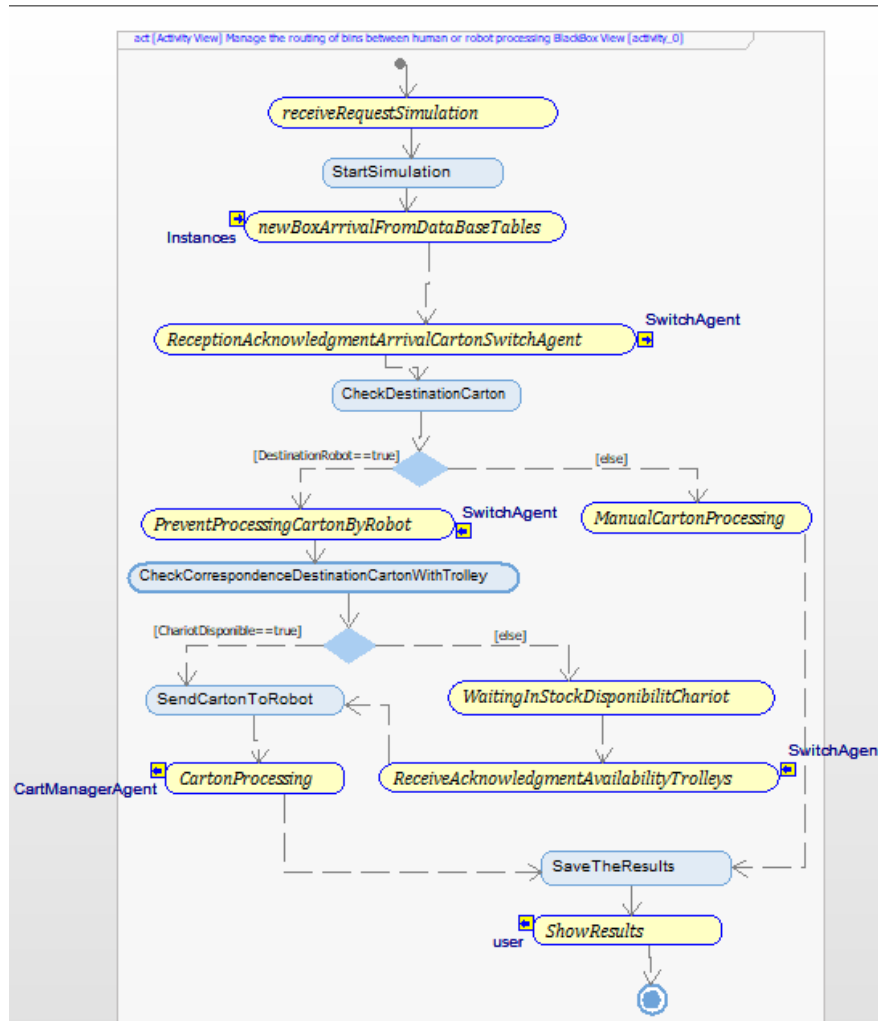 act [Activity View] Manage the routing of bins between human or robot processing BlackBox View [activity_0]
receiveRequestSimulation
StartSimulation
Instances
newBoxArrivalFromDataBaseTables
SwitchAgent
ReceptionAcknowledgmentArrivalCartonSwitchAgent
CheckDestinationCarton
[DestinationRobot==true]
[else]
PreventProcessingCartonByRobot
SwitchAgent
ManualCartonProcessing
CheckCorrespondenceDestinationCartonWithTrolley
[ChariotDisponible==true]
[else]
SendCartonToRobot
WaitingInStockDisponibilitChariot
SwitchAgent
CartManagerAgent
CartonProcessing
ReceiveAcknowledgmentAvailabilityTrolleys
SaveTheResults
user
ShowResults